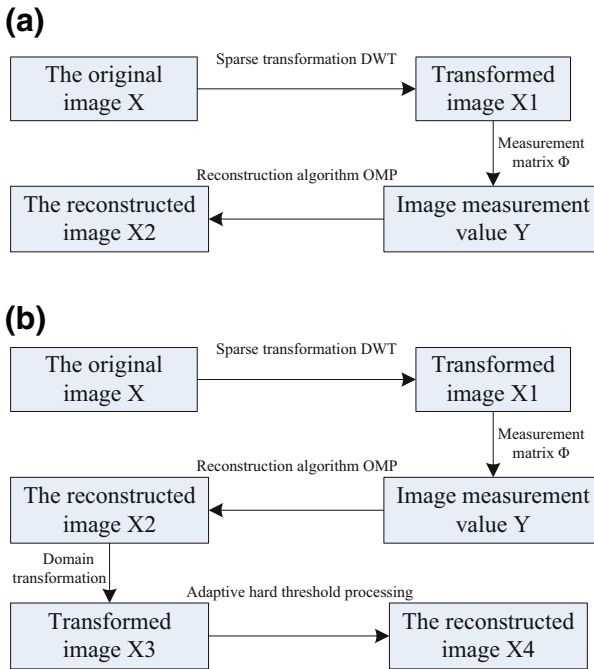 (a)
The original
image X
Sparse transformation DWT
Transformed
image X1
Measurement
matrix Φ
Reconstruction algorithm OMP
The reconstructed
image X2
Image measurement
value Y
(b)
The original
image X
Sparse transformation DWT
Transformed
image X1
Measurement
matrix Φ
Reconstruction algorithm OMP
The reconstructed
image X2
Image measurement
value Y
Domain
transformation
Adaptive hard threshold processing
Transformed
image X3
The reconstructed
image X4